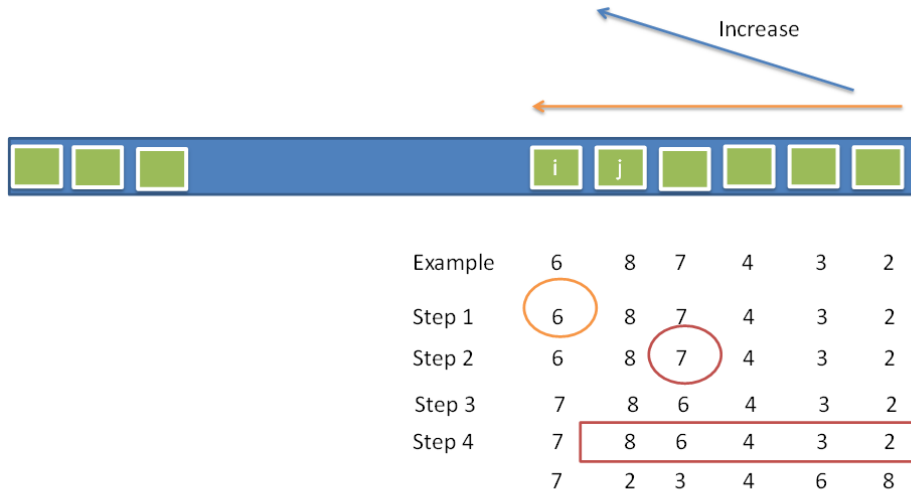 Increase
i j
Example 6 8 7 4 3 2
Step 1 6 8 7 4 3 2
Step 2 6 8 7 4 3 2
Step 3 7 8 6 4 3 2
Step 4 7 8 6 4 3 2
7 2 3 4 6 8